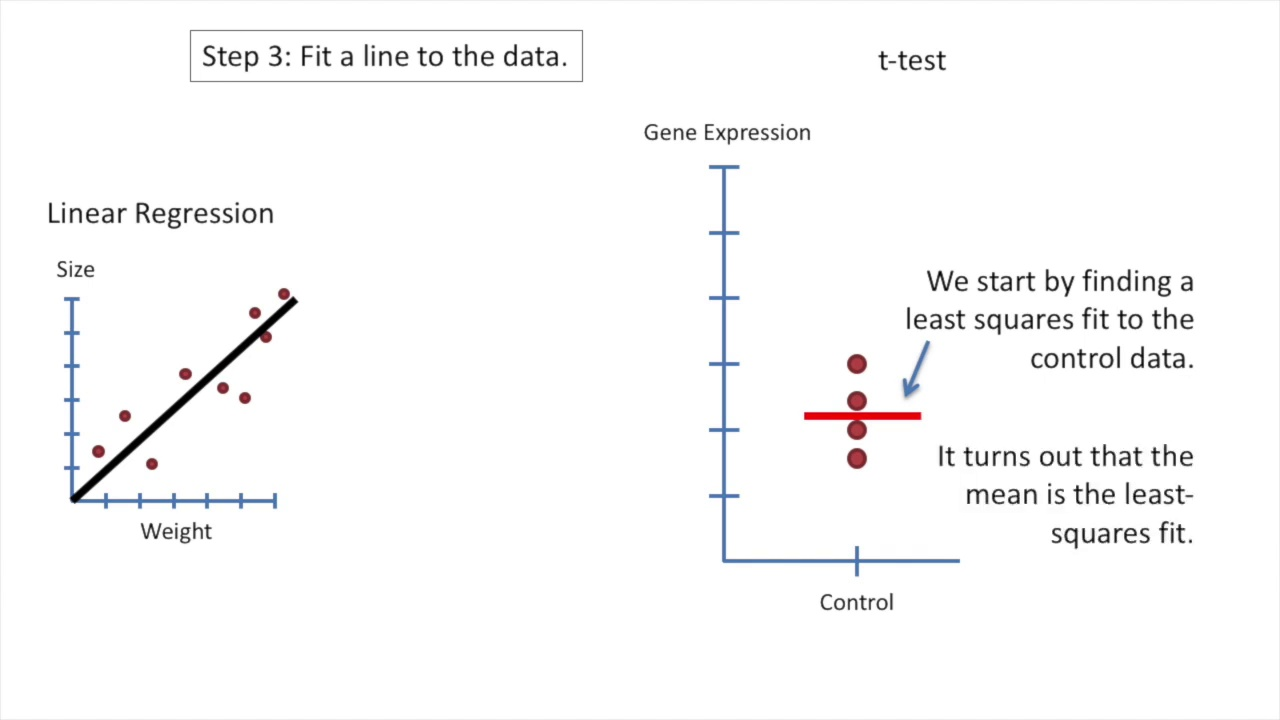 Step 3: Fit a line to the data.
t-test
Gene Expression
Linear Regression
Size
Weight
We start by finding a
least squares fit to the
control data.
It turns out that the
mean is the least-
squares fit.
Control